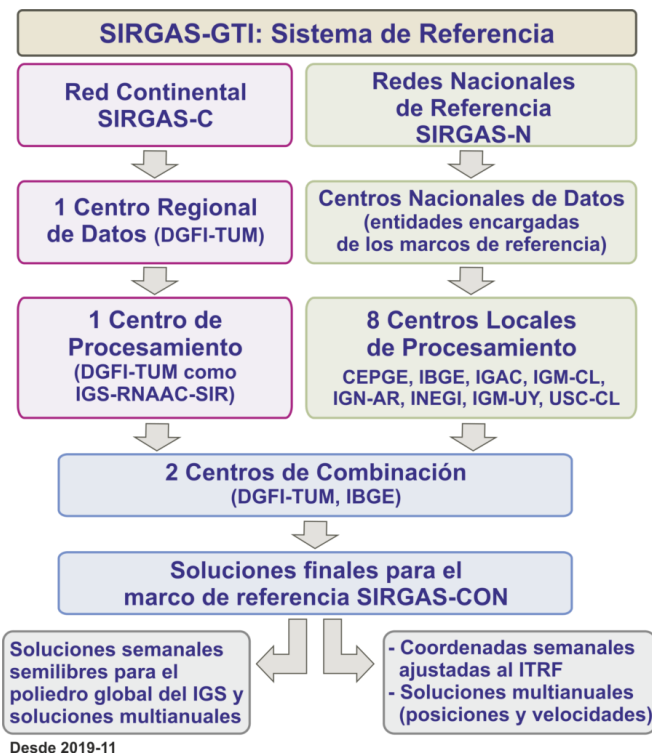 SIRGAS-GTI: Sistema de Referencia
Red Continental
SIRGAS-C
Redes Nacionales
de Referencia
SIRGAS-N
1 Centro Regional
de Datos (DGFI-TUM)
Centros Nacionales de Datos
(entidades encargadas
de los marcos de referencia)
1 Centro de
Procesamiento
(DGFI-TUM como
IGS-RNAAC-SIR)
8 Centros Locales
de Procesamiento
CEPGE, IBGE, IGAC, IGM-CL,
IGN-AR, INEGI, IGM-UY, USC-CL
2 Centros de Combinación
(DGFI-TUM, IBGE)
Soluciones finales para el
marco de referencia SIRGAS-CON
Soluciones semanales
semilibres para el
poliedro global del IGS y
soluciones multianuales
- Coordenadas semanales
ajustadas al ITRF
- Soluciones multianuales
(posiciones y velocidades)
Desde 2019-11